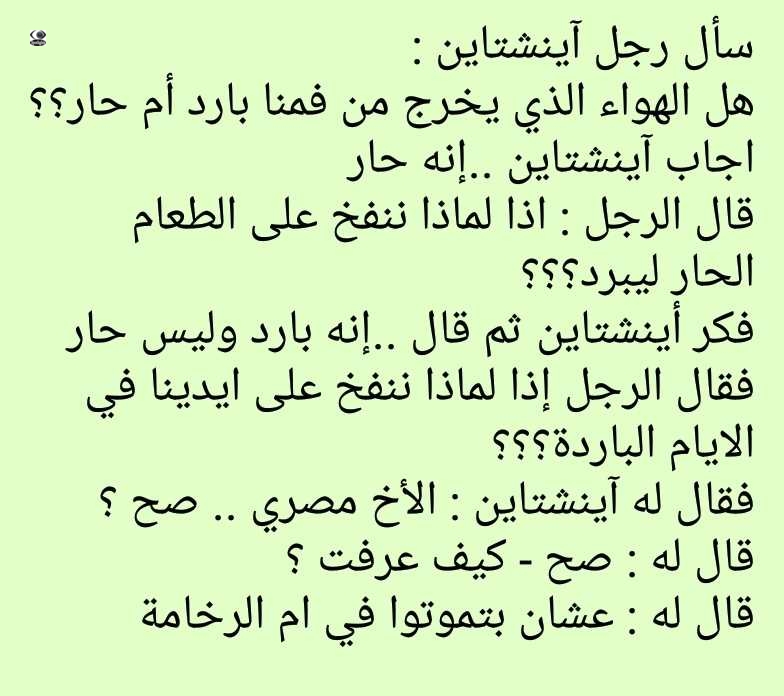 سأل رجل آينشتاين :
هل الهواء الذي يخرج من فمنا بارد أم حار؟؟
اجاب آينشتاين ..إنه حار
قال الرجل : اذا لماذا ننفخ على الطعام
الحار ليبرد؟؟؟
فكر أينشتاين ثم قال ..إنه بارد وليس حار
فقال الرجل إذا لماذا ننفخ على ايدينا في
الايام الباردة؟؟؟
فقال له آينشتاين : الأخ مصري .. صح ؟
قال له : صح - كيف عرفت ؟
قال له : عشان بتموتوا في ام الرخامة